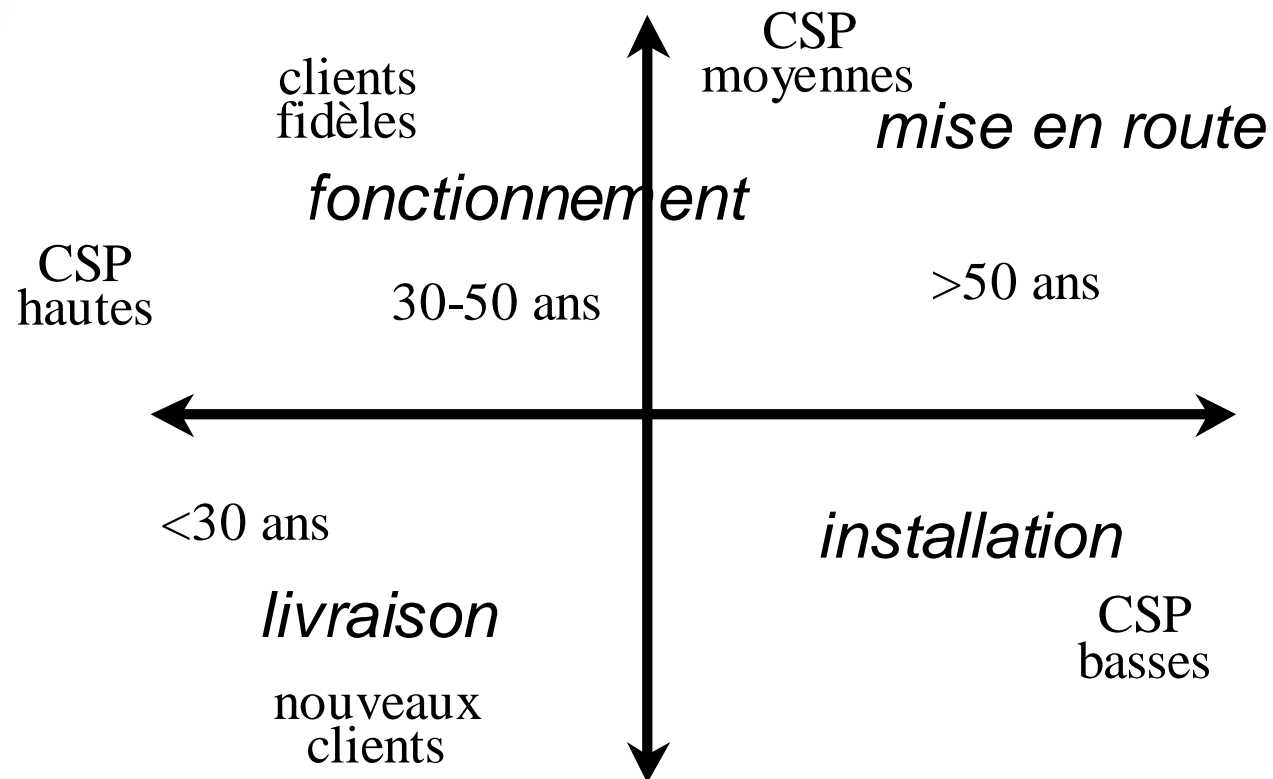 clients
fidèles
CSP
moyennes
mise en route
fonctionnement
CSP
hautes
30-50 ans
>50 ans
<30 ans
installation
livraison
CSP
basses
nouveaux
clients